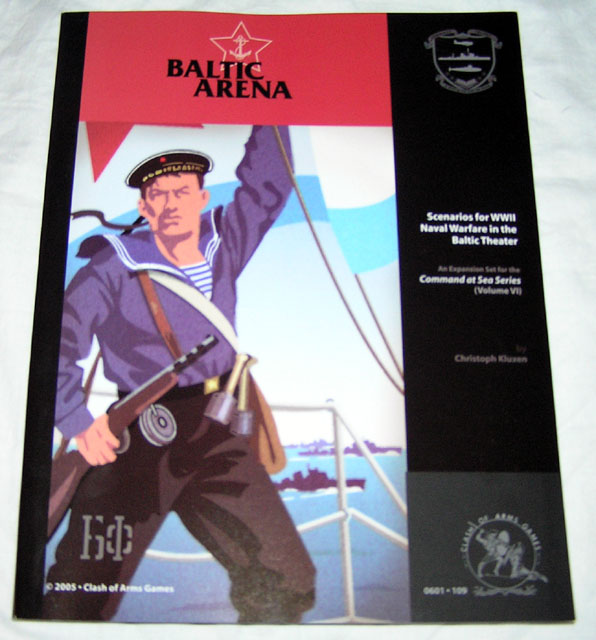 BALTIC
ARENA
Scenarios for WWII
Naval Warfare in the
Baltic Theater
An Expansion Set for the
Command at Sea Series
(Volume VI)
by
Christoph Kluxen
БФ
© 2005 • Clash of Arms Games
CLASH OF ARMS GAMES
0601 • 109